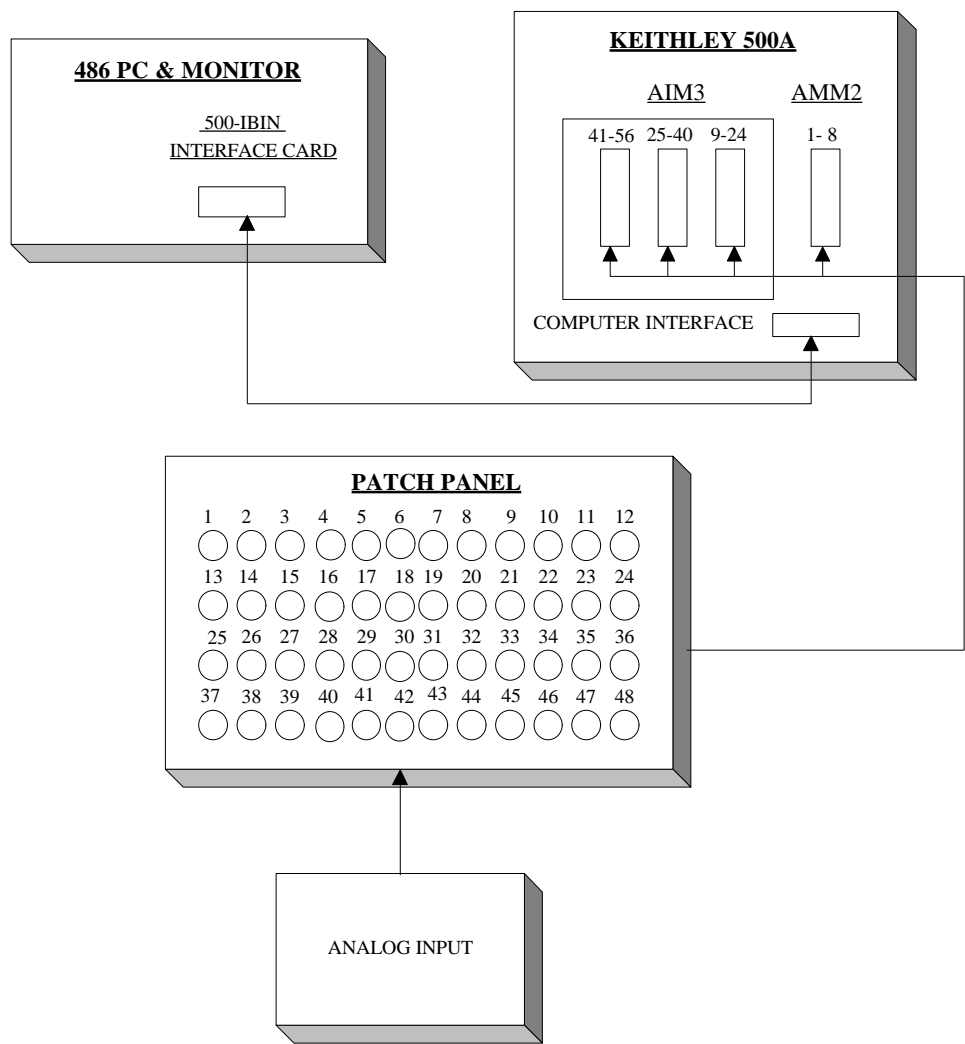 486 PC & MONITOR
500-IBIN
INTERFACE CARD
KEITHLEY 500A
AIM3 AMM2
41-56 25-40 9-24 1- 8
COMPUTER INTERFACE
PATCH PANEL
1 2 3 4 5 6 7 8 9 10 11 12
13 14 15 16 17 18 19 20 21 22 23 24
25 26 27 28 29 30 31 32 33 34 35 36
37 38 39 40 41 42 43 44 45 46 47 48
ANALOG INPUT